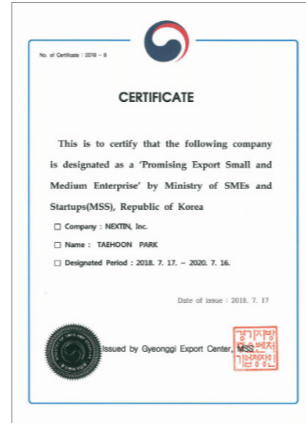 No. of Certificate : 2018 - 8
CERTIFICATE
This is to certify that the following company
is designated as a 'Promising Export Small and
Medium Enterprise' by Ministry of SMEs and
Startups(MSS), Republic of Korea
□ Company : NEXTIN, Inc.
□ Name : TAEHOON PARK
□ Designated Period : 2018. 7. 17. - 2020. 7. 16.
Date of issue : 2018. 7. 17
Issued by Gyeonggi Export Center, MSS